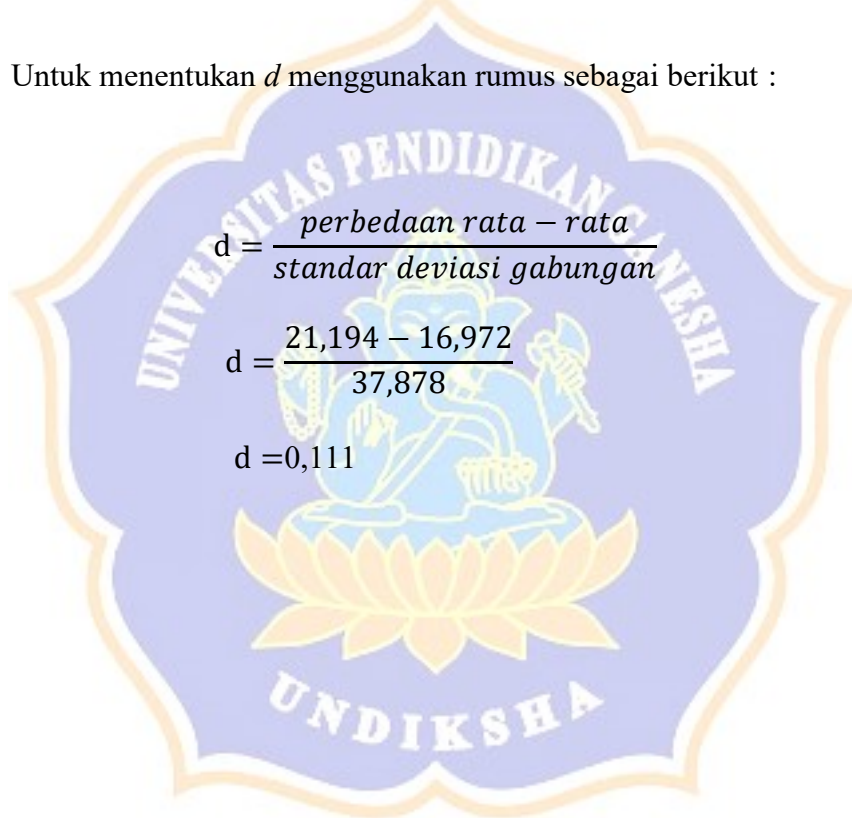 Untuk menentukan d menggunakan rumus sebagai berikut :
UNIVERSITAS PENDIDIKAN GANESHA
d = perbedaan rata – rata / standar deviasi gabungan
d = 21,194 – 16,972 / 37,878
d =0,111
UNDIKSHA